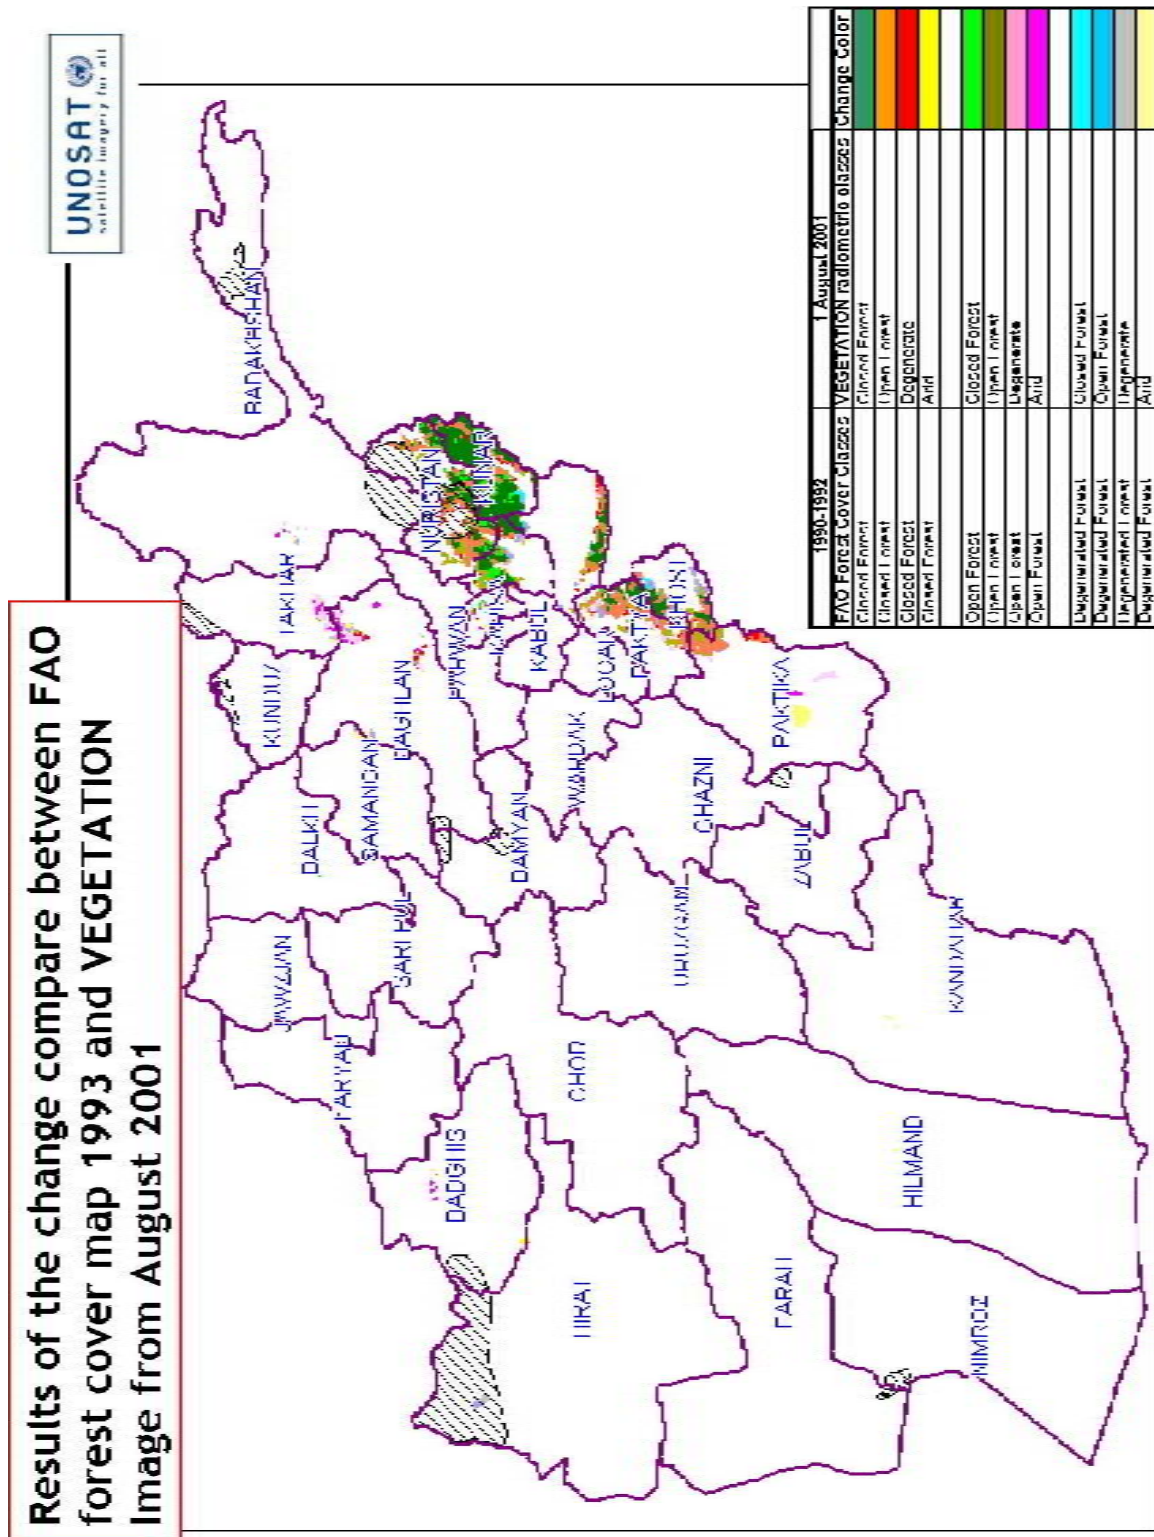 Results of the change compare between FAO
forest cover map 1993 and VEGETATION
Image from August 2001
UNOSAT
satellite imagery for all
BADAKHSHAN
TAKHAR
KUNDUZ
BALKH
JAWZJAN
FARYAB
SARI PUL
SAMANGAN
BAGHLAN
NURISTAN
KUNAR
PARWAN
KAPISA
KABUL
LOGAR
PAKTYA
KHOST
WARDAK
BAMYAN
GHAZNI
PAKTIKA
ZABUL
URUZGAN
GHOR
BADGHIS
HIRAT
FARAH
NIMROZ
HILMAND
KANDAHAR
1990-1992 1 August 2001
FAO Forest Cover Classes VEGETATION radiometric classes Change Color
Closed Forest Closed Forest
Closed Forest Open Forest
Closed Forest Degenerate
Closed Forest Arid
Open Forest Closed Forest
Open Forest Open Forest
Open Forest Degenerate
Open Forest Arid
Degenerated Forest Closed Forest
Degenerated Forest Open Forest
Degenerated Forest Degenerate
Degenerated Forest Arid